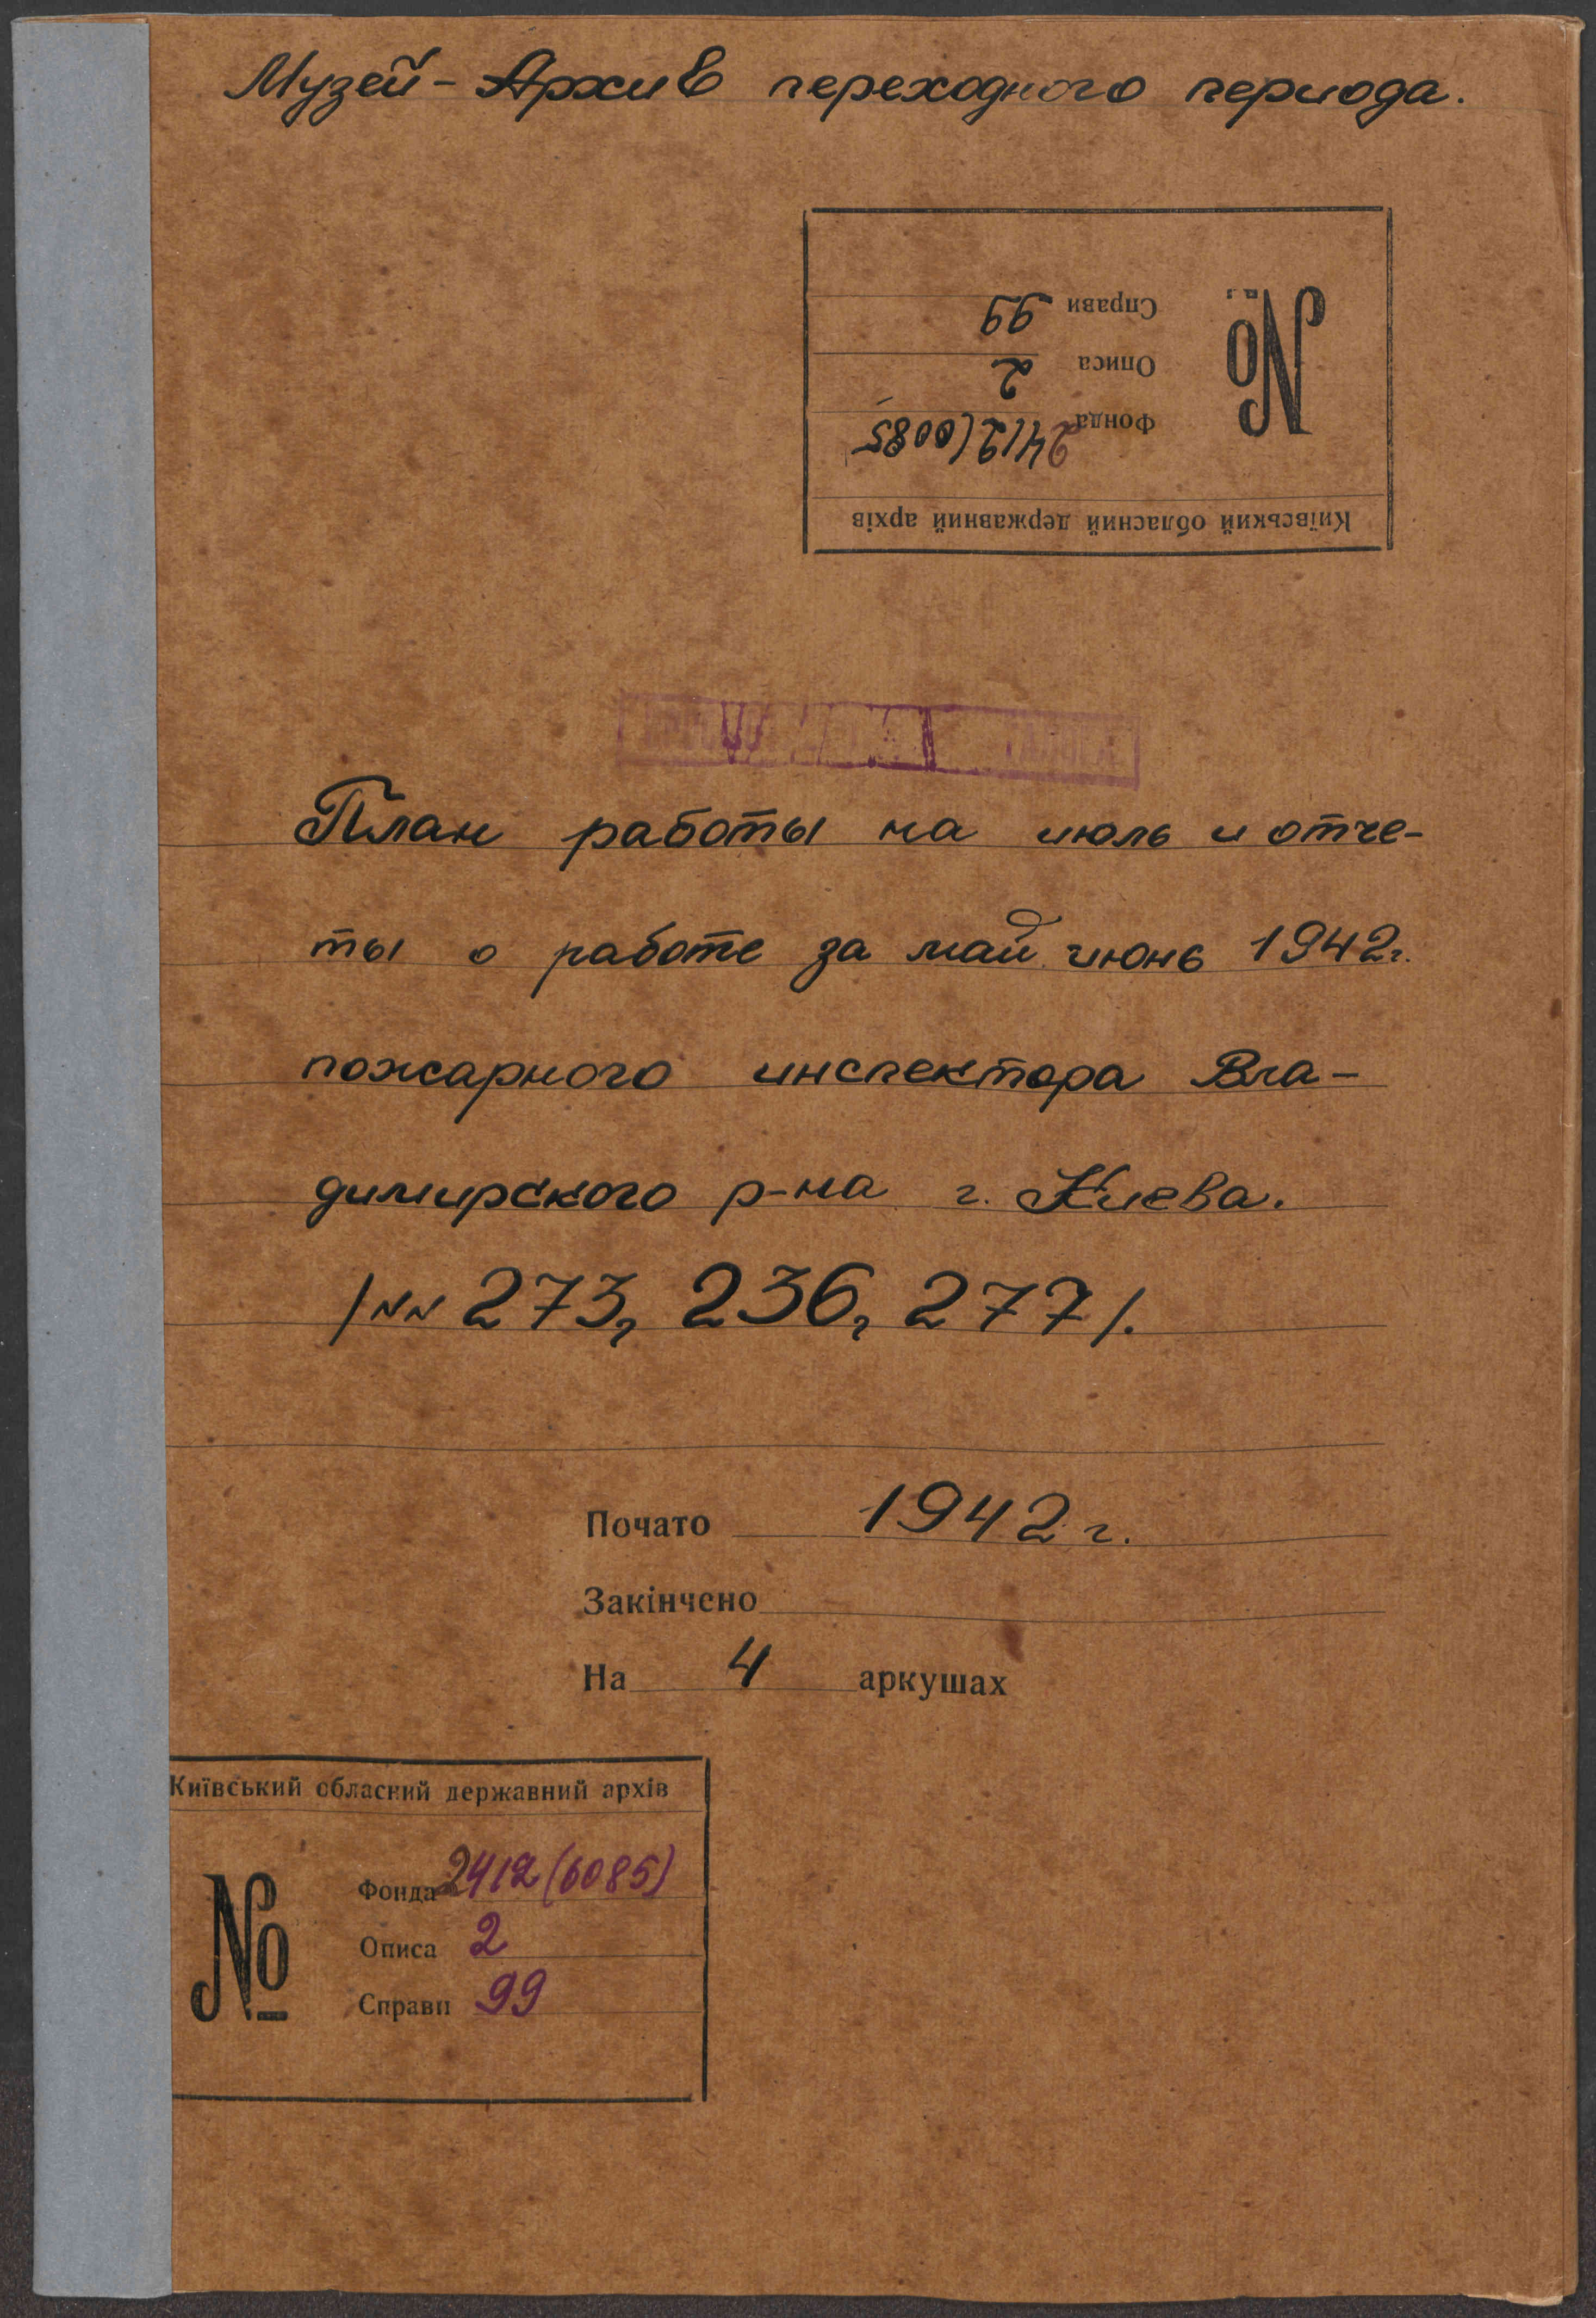 Музей-Архив переходного периода.
Київський обласний державний архів
№
Фонда 2412(6085
Описа 2
Справи 99
План работы на июль и отче-
ты о работе за май июнь 1942г.
пожарного инспектора Вла-
димирского р-на г. Киева.
/NN 273, 236, 277/.
Почато 1942 г.
Закінчено
На 4 аркушах
Київський обласний державний архів
№
Фонда 2412(6085)
Описа 2
Справи 99